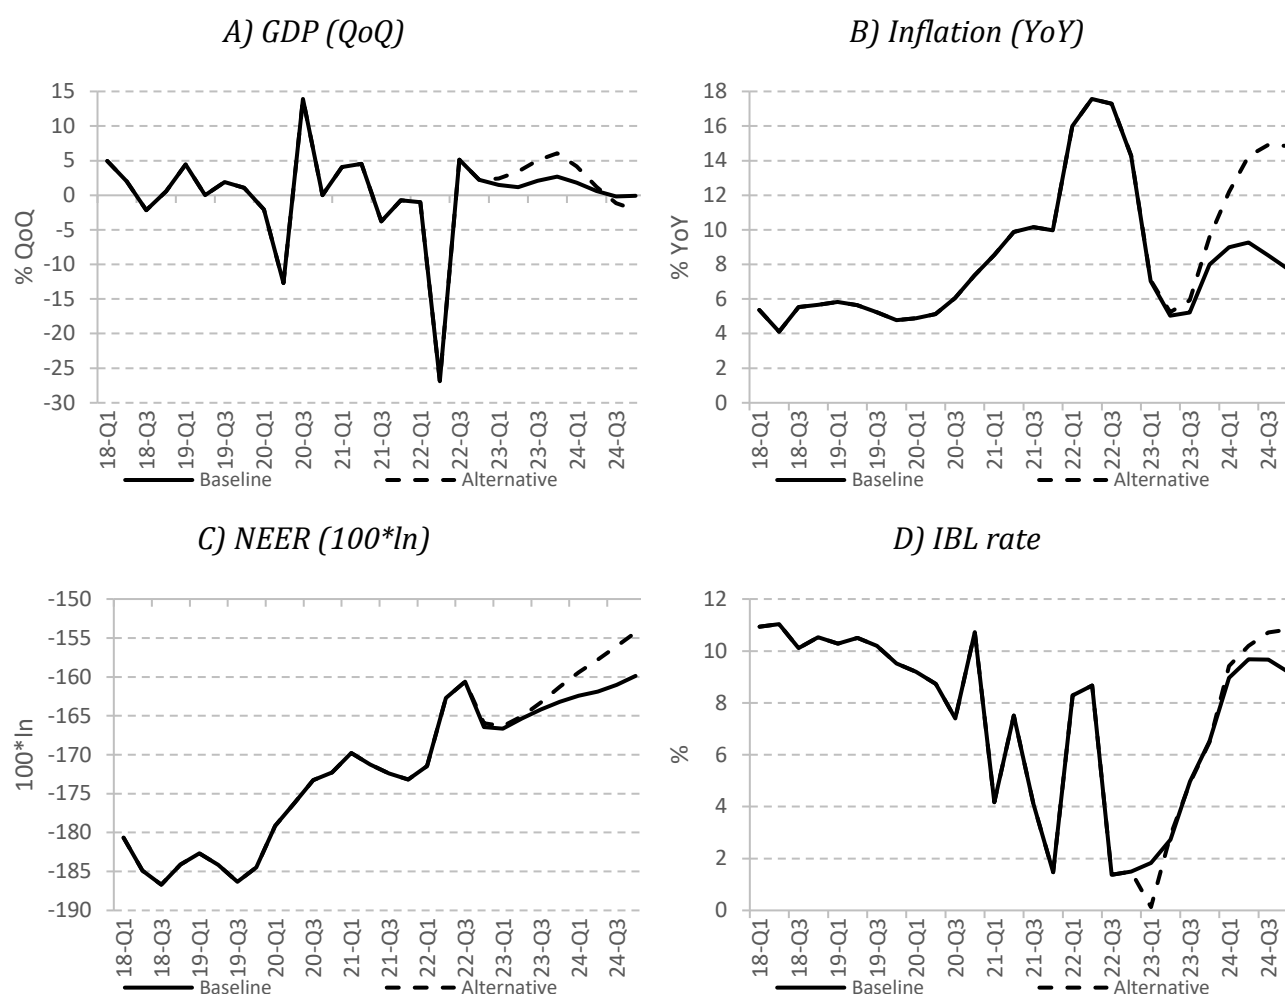 A) GDP (QoQ)
15
10
5
0
-5
-10
-15
-20
-25
-30
% QoQ
18-Q1
18-Q3
19-Q1
19-Q3
20-Q1
20-Q3
21-Q1
21-Q3
22-Q1
22-Q3
23-Q1
23-Q3
24-Q1
24-Q3
Baseline
Alternative
B) Inflation (YoY)
18
16
14
12
10
8
6
4
2
0
% YoY
18-Q1
18-Q3
19-Q1
19-Q3
20-Q1
20-Q3
21-Q1
21-Q3
22-Q1
22-Q3
23-Q1
23-Q3
24-Q1
24-Q3
Baseline
Alternative
C) NEER (100*ln)
-150
-155
-160
-165
-170
-175
-180
-185
-190
100*ln
18-Q1
18-Q3
19-Q1
19-Q3
20-Q1
20-Q3
21-Q1
21-Q3
22-Q1
22-Q3
23-Q1
23-Q3
24-Q1
24-Q3
Baseline
Alternative
D) IBL rate
12
10
8
6
4
2
0
%
18-Q1
18-Q3
19-Q1
19-Q3
20-Q1
20-Q3
21-Q1
21-Q3
22-Q1
22-Q3
23-Q1
23-Q3
24-Q1
24-Q3
Baseline
Alternative